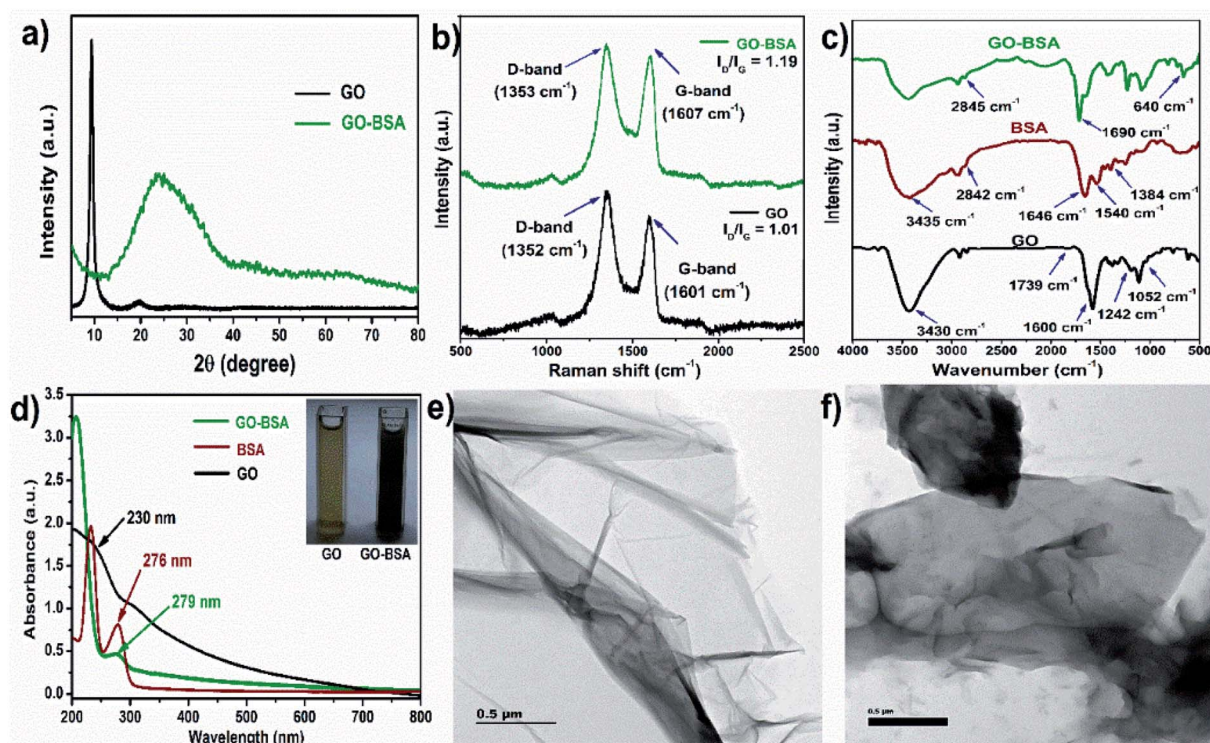 a)
Intensity (a.u.)
GO
GO-BSA
5 10 20 30 40 50 60 70 80
2θ (degree)
b)
Intensity (a.u.)
GO-BSA
I_D/I_G = 1.19
D-band
(1353 cm⁻¹)
G-band
(1607 cm⁻¹)
GO
I_D/I_G = 1.01
D-band
(1352 cm⁻¹)
G-band
(1601 cm⁻¹)
500 1000 1500 2000 2500
Raman shift (cm⁻¹)
c)
Intensity (a.u.)
GO-BSA
2845 cm⁻¹
640 cm⁻¹
1690 cm⁻¹
BSA
2842 cm⁻¹
1384 cm⁻¹
3435 cm⁻¹
1646 cm⁻¹
1540 cm⁻¹
GO
1739 cm⁻¹
1052 cm⁻¹
1600 cm⁻¹
1242 cm⁻¹
3430 cm⁻¹
4000 3500 3000 2500 2000 1500 1000 500
Wavenumber (cm⁻¹)
d)
Absorbance (a.u.)
3.5
3.0
2.5
2.0
1.5
1.0
0.5
0.0
GO-BSA
BSA
GO
230 nm
276 nm
279 nm
GO GO-BSA
200 300 400 500 600 700 800
Wavelength (nm)
e)
0.5 µm
f)
0.5 µm